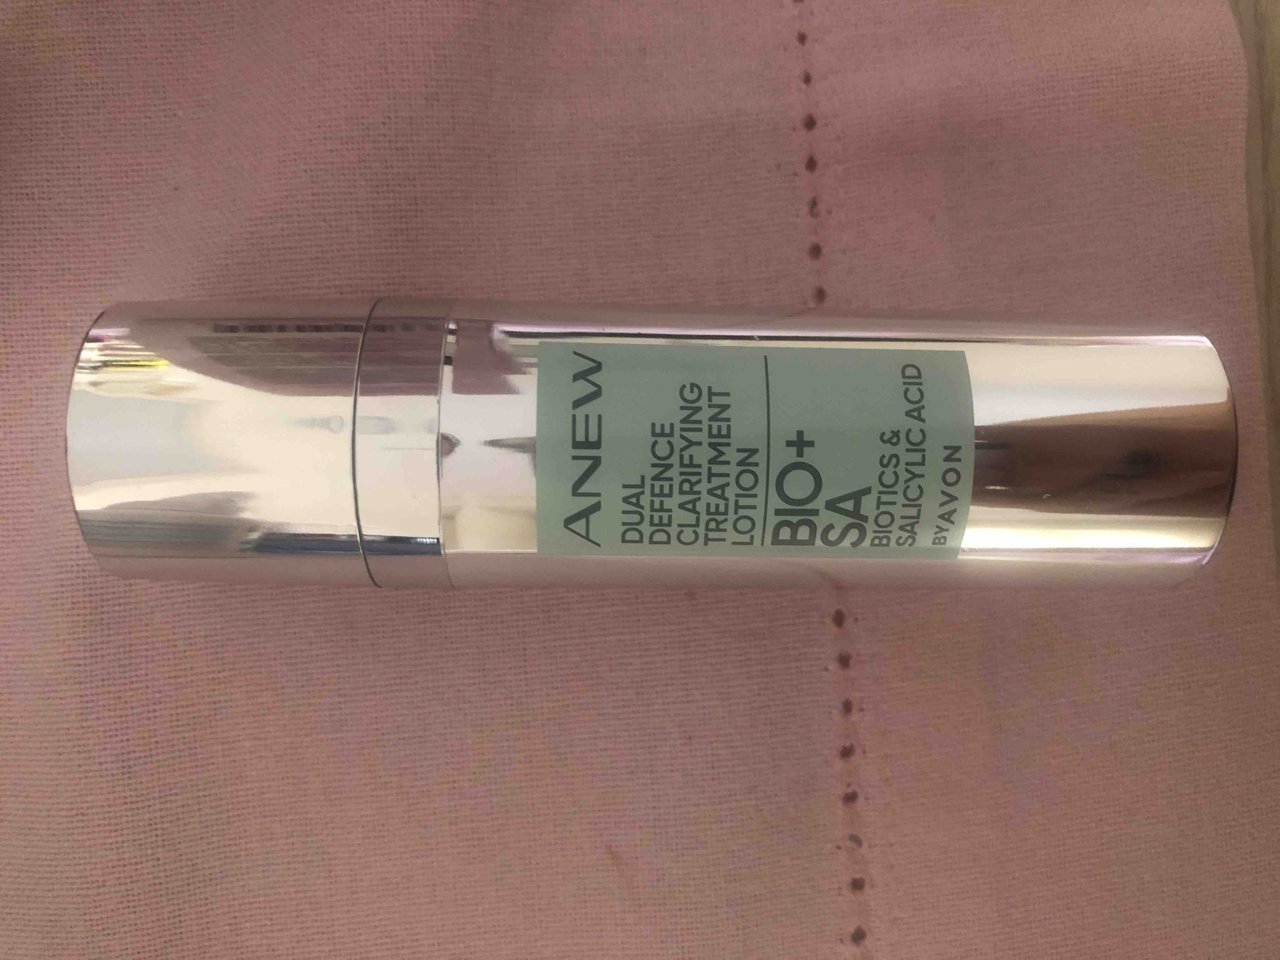 ANEW
DUAL
DEFENCE
CLARIFYING
TREATMENT
LOTION
BIO+
SA
BIOTICS &
SALICYLIC ACID
BY AVON